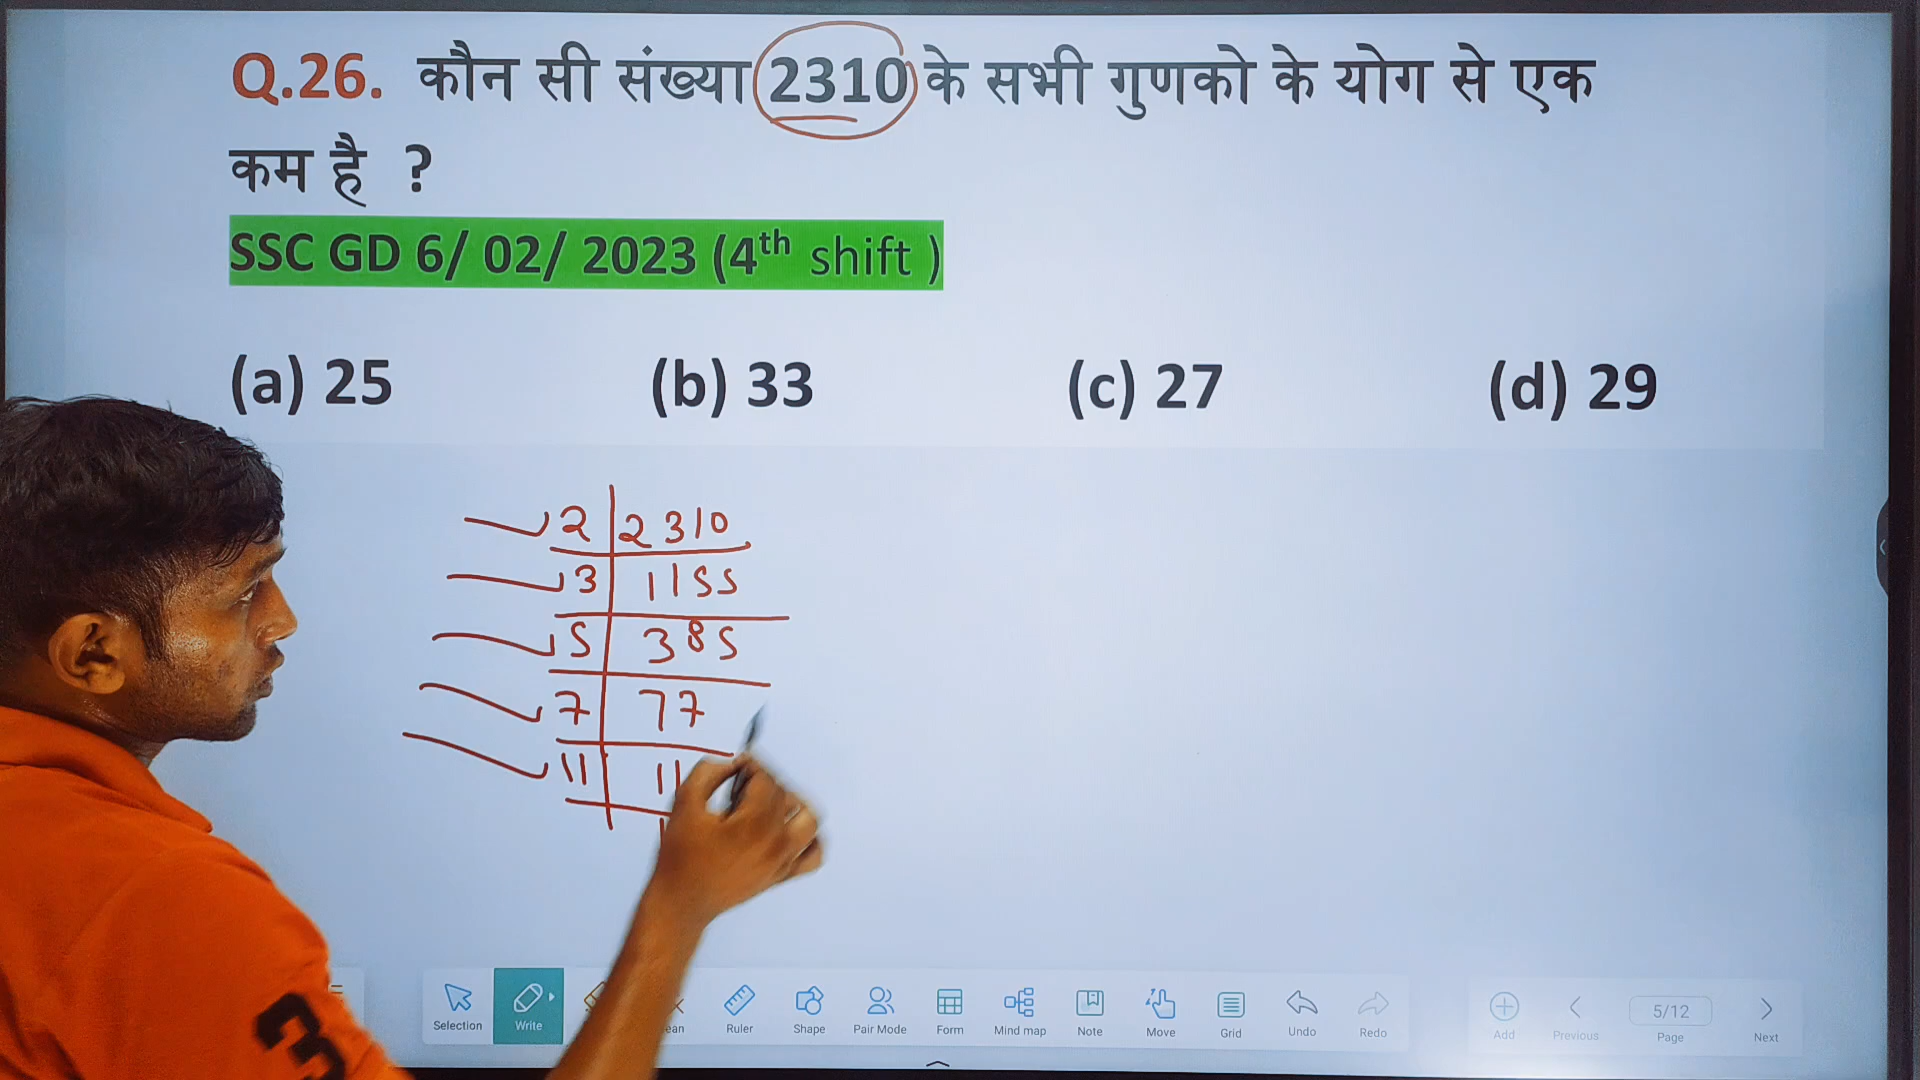 Q.26. कौन सी संख्या 2310 के सभी गुणको के योग से एक
कम है ?
SSC GD 6/ 02/ 2023 (4th shift )
(a) 25 (b) 33 (c) 27 (d) 29
2 2310
3 1155
5 385
7 77
11 11
1
3
Selection Write Ruler Shape Pair Mode Form Mind map Note Move Grid Undo Redo Add Previous 5/12 Page Next